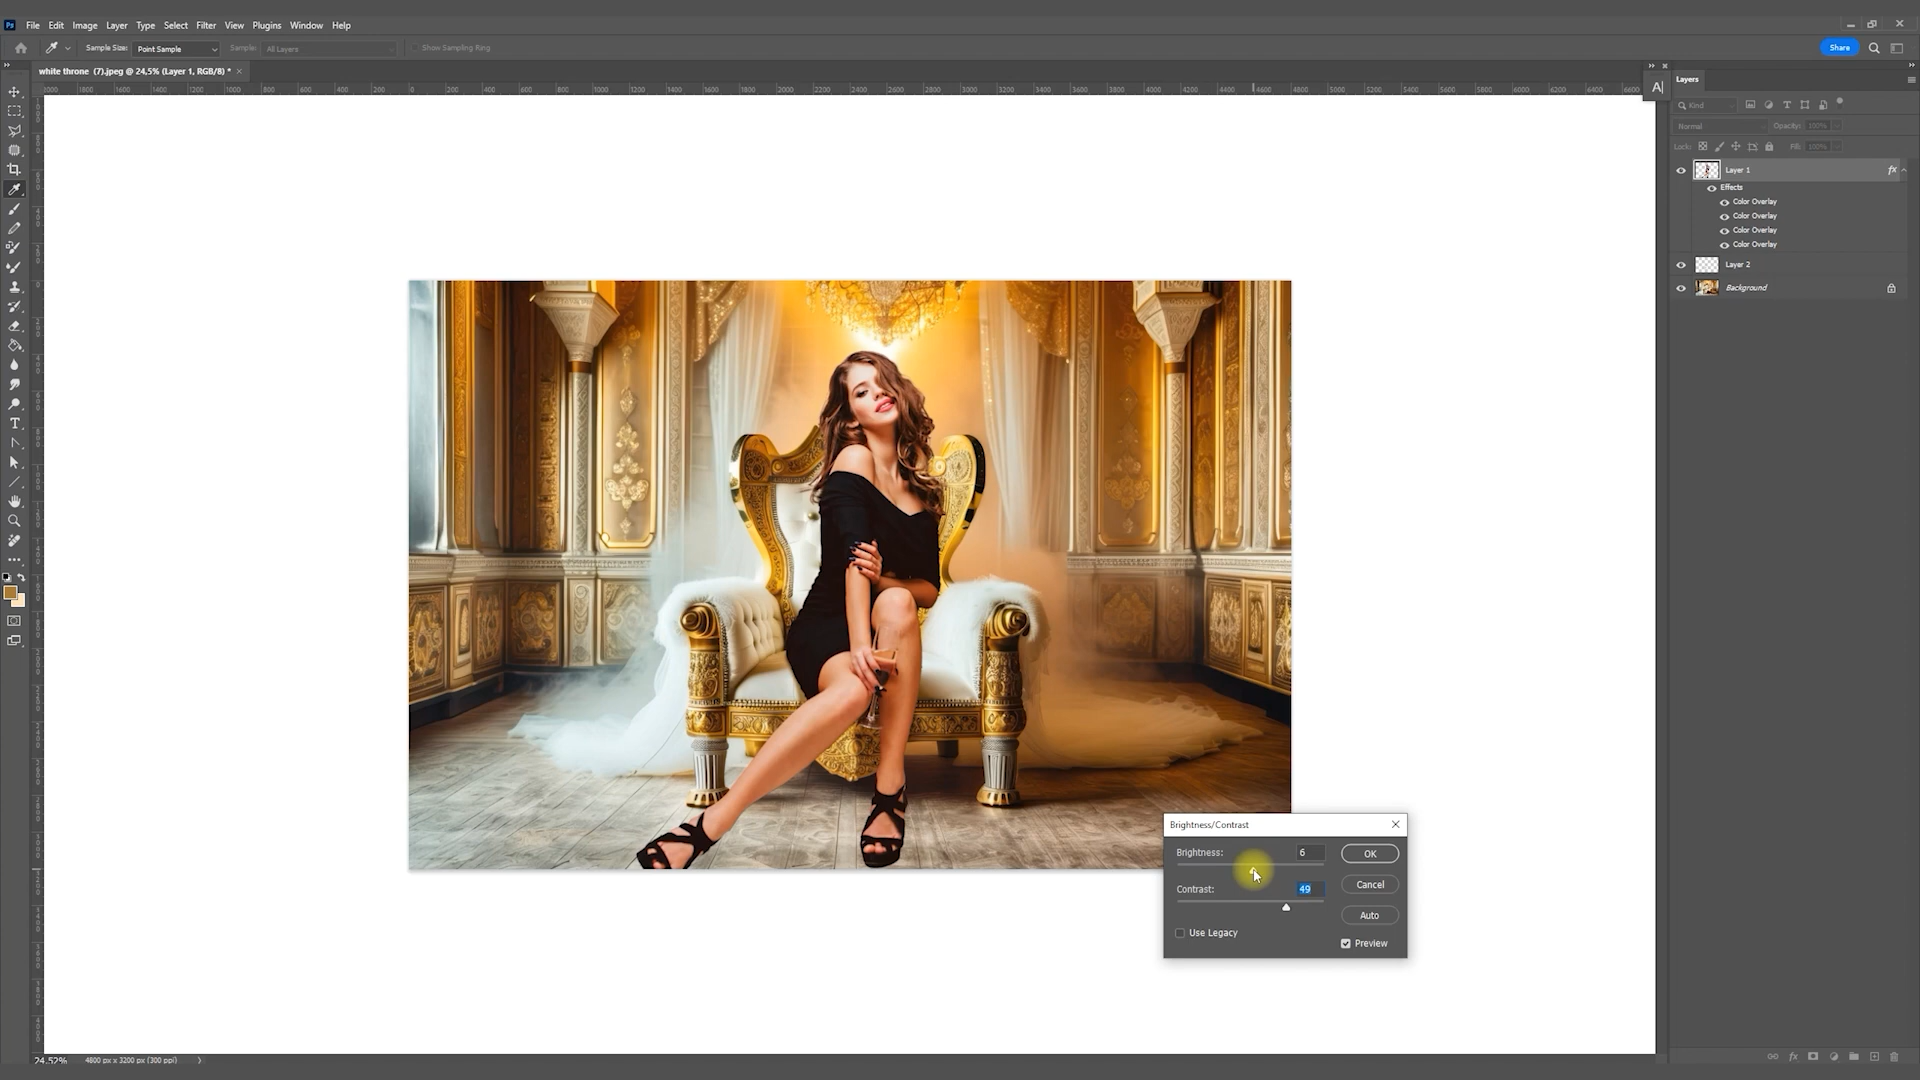 Ps File Edit Image Layer Type Select Filter View Plugins Window Help
Sample Size: Point Sample Sample: All Layers Show Sampling Ring Share
white throne (7).jpeg @ 24,5% (Layer 1, RGB/8) *
Layers
Kind
Normal Opacity: 100%
Lock: Fill: 100%
Layer 1 fx
Effects
Color Overlay
Color Overlay
Color Overlay
Color Overlay
Layer 2
Background
Brightness/Contrast
Brightness: 6 OK
Contrast: 49 Cancel
Auto
Use Legacy
Preview
24,52% 4800 px x 3200 px (300 ppi)